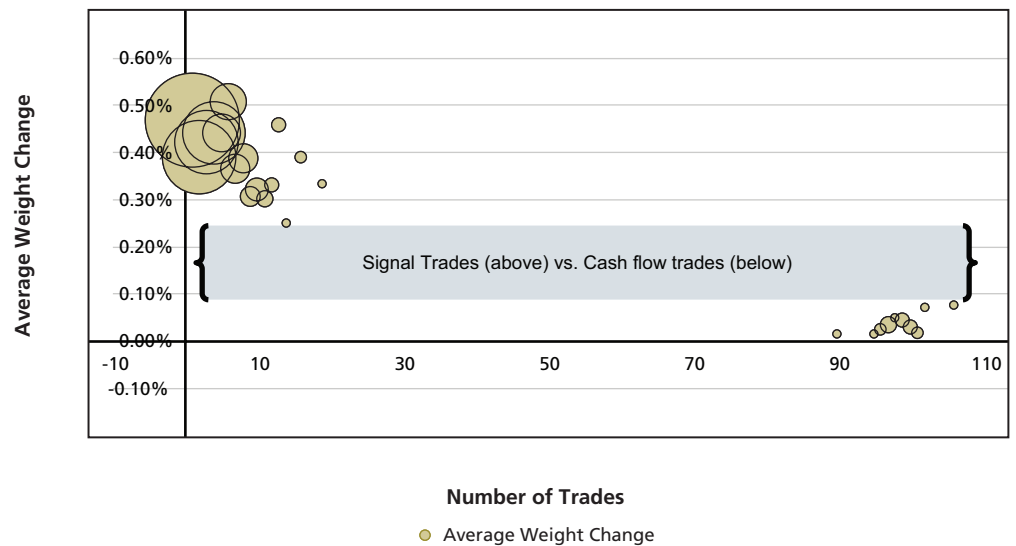 Average Weight Change
0.60%
0.50%
0.40%
0.30%
0.20%
0.10%
0.00%
-0.10%
Signal Trades (above) vs. Cash flow trades (below)
-10 10 30 50 70 90 110
Number of Trades
Average Weight Change